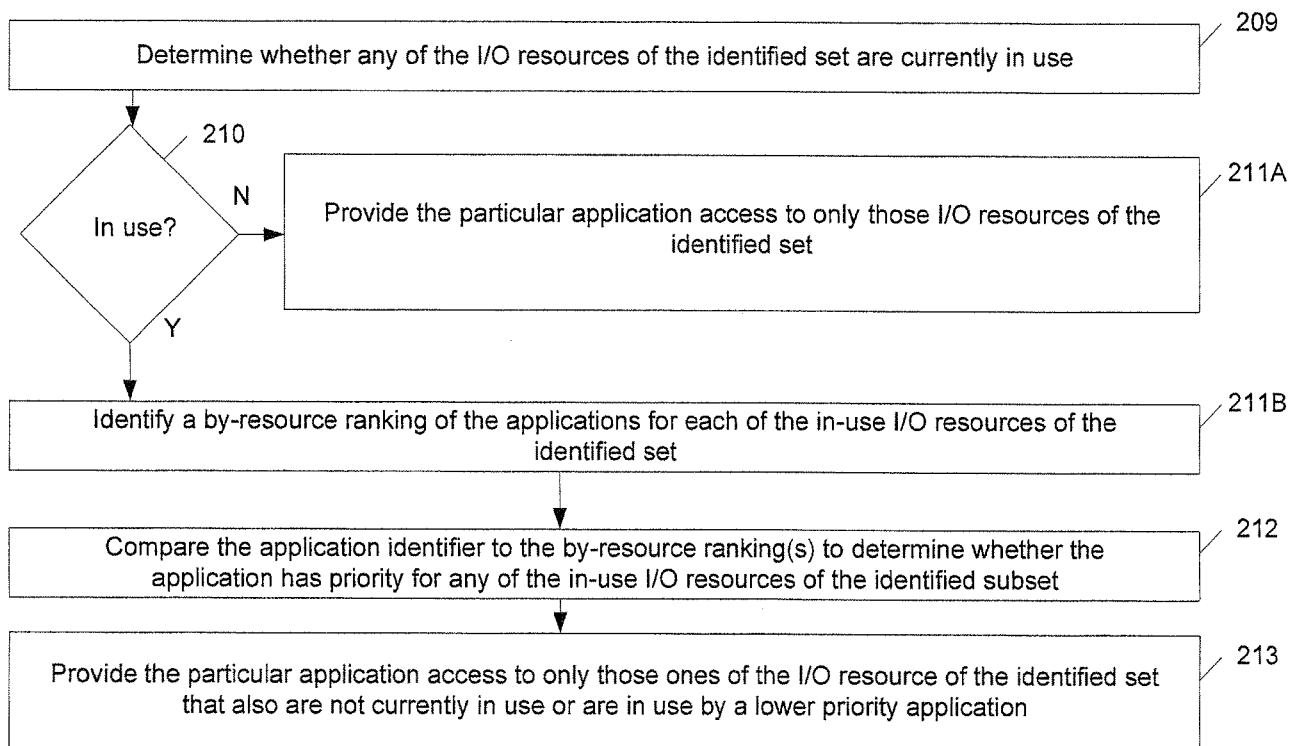 209
Determine whether any of the I/O resources of the identified set are currently in use
210
In use?
N
Y
211A
Provide the particular application access to only those I/O resources of the
identified set
211B
Identify a by-resource ranking of the applications for each of the in-use I/O resources of the
identified set
212
Compare the application identifier to the by-resource ranking(s) to determine whether the
application has priority for any of the in-use I/O resources of the identified subset
213
Provide the particular application access to only those ones of the I/O resource of the identified set
that also are not currently in use or are in use by a lower priority application